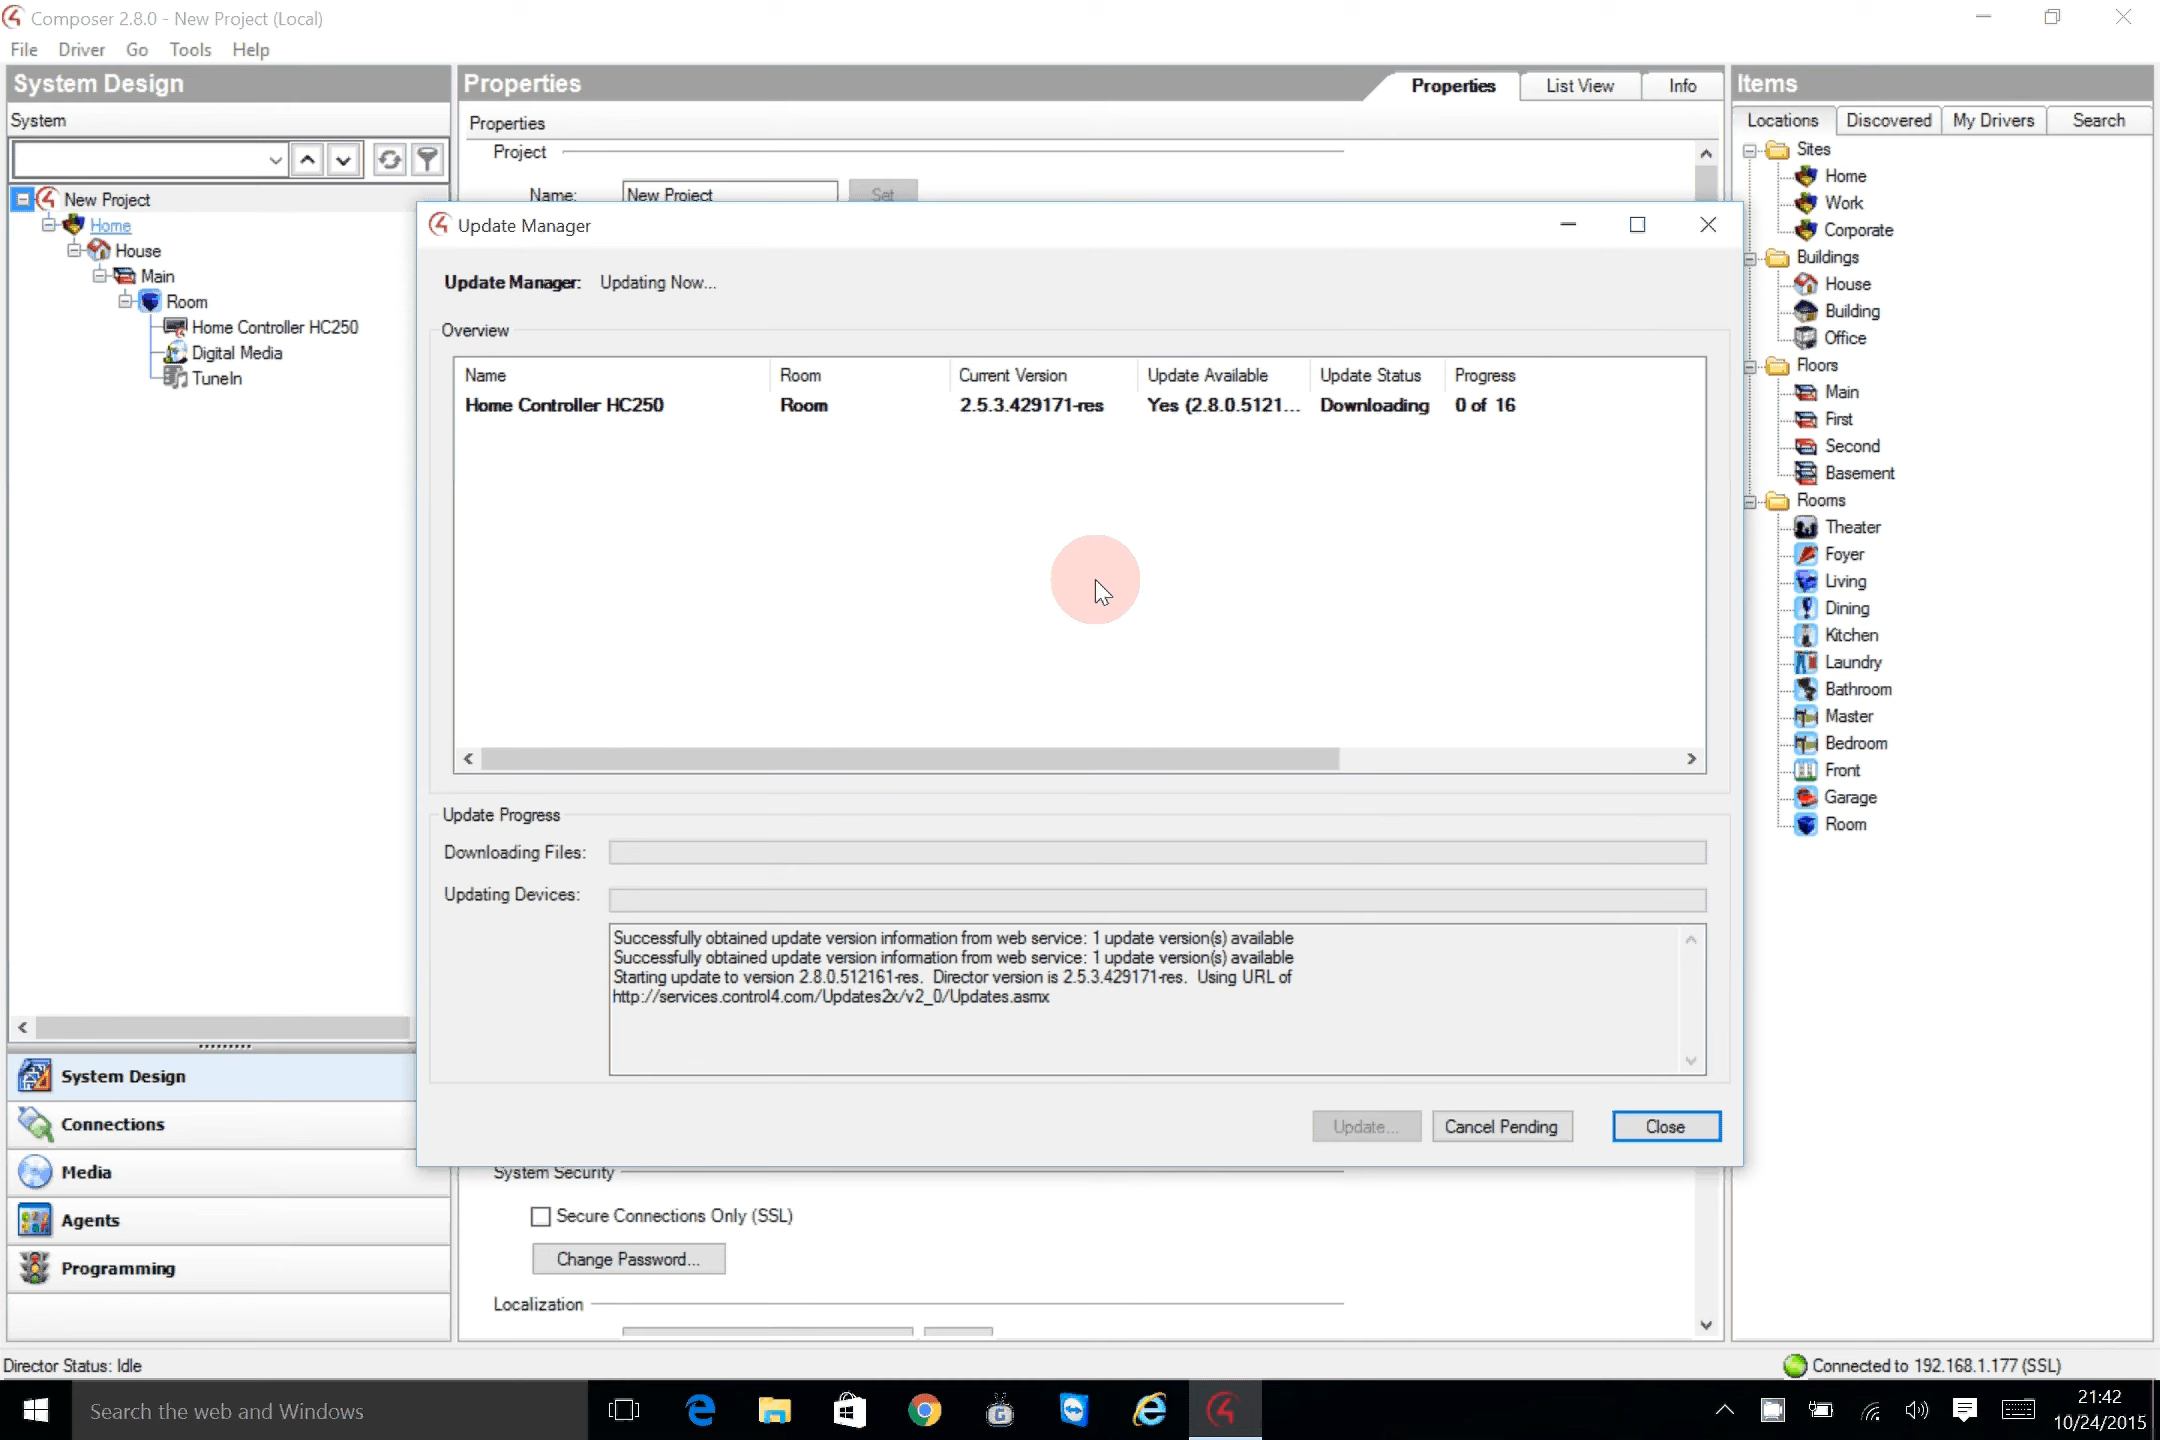 Composer 2.8.0 - New Project (Local)
File Driver Go Tools Help
System Design
System
New Project
Home
House
Main
Room
Home Controller HC250
Digital Media
TuneIn
System Design
Connections
Media
Agents
Programming
Properties
Properties List View Info
Properties
Project
Name: New Project Set
Update Manager
Update Manager: Updating Now...
Overview
Name Room Current Version Update Available Update Status Progress
Home Controller HC250 Room 2.5.3.429171-res Yes (2.8.0.5121... Downloading 0 of 16
Update Progress
Downloading Files:
Updating Devices:
Successfully obtained update version information from web service: 1 update version(s) available
Successfully obtained update version information from web service: 1 update version(s) available
Starting update to version 2.8.0.512161-res. Director version is 2.5.3.429171-res. Using URL of
http://services.control4.com/Updates2x/v2_0/Updates.asmx
Update... Cancel Pending Close
System Security
Secure Connections Only (SSL)
Change Password...
Localization
Items
Locations Discovered My Drivers Search
Sites
Home
Work
Corporate
Buildings
House
Building
Office
Floors
Main
First
Second
Basement
Rooms
Theater
Foyer
Living
Dining
Kitchen
Laundry
Bathroom
Master
Bedroom
Front
Garage
Room
Director Status: Idle
Connected to 192.168.1.177 (SSL)
Search the web and Windows
21:42
10/24/2015